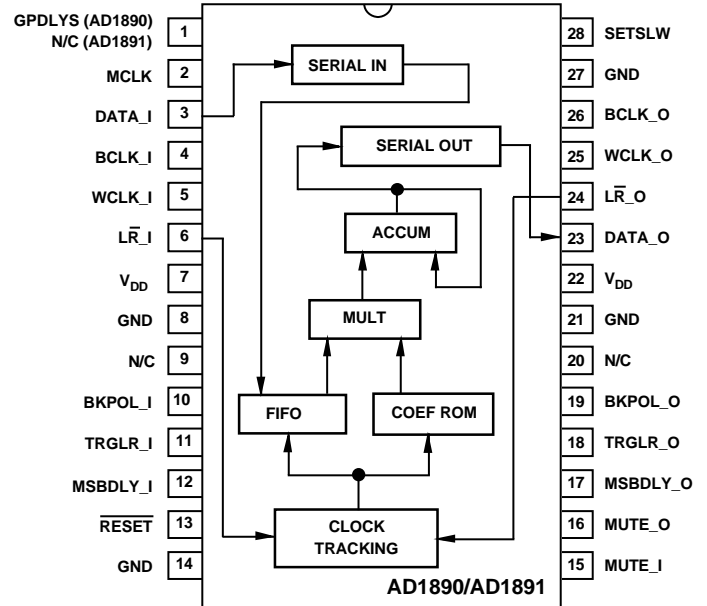 GPDLYS (AD1890)
N/C (AD1891)
1
MCLK
2
DATA_I
3
BCLK_I
4
WCLK_I
5
LR̅_I
6
VDD
7
GND
8
N/C
9
BKPOL_I
10
TRGLR_I
11
MSBDLY_I
12
R̅E̅S̅E̅T̅
13
GND
14
SERIAL IN
SERIAL OUT
ACCUM
MULT
FIFO
COEF ROM
CLOCK
TRACKING
AD1890/AD1891
28
SETSLW
27
GND
26
BCLK_O
25
WCLK_O
24
LR̅_O
23
DATA_O
22
VDD
21
GND
20
N/C
19
BKPOL_O
18
TRGLR_O
17
MSBDLY_O
16
MUTE_O
15
MUTE_I